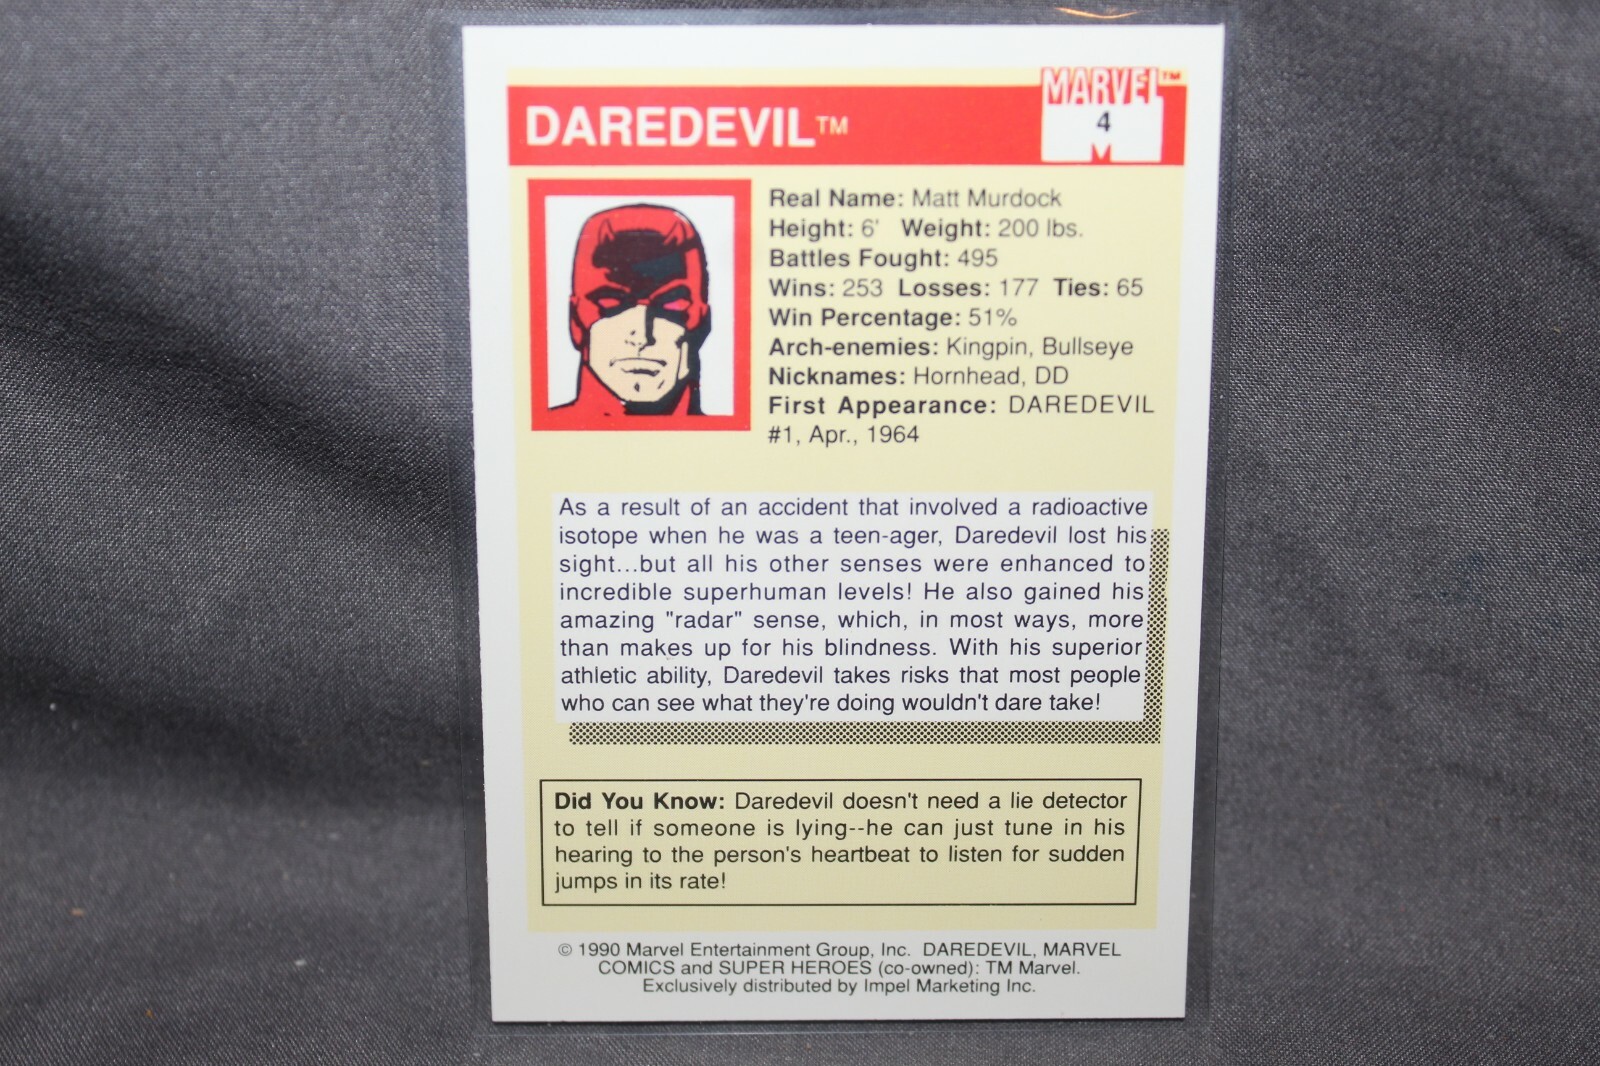 MARVEL™
DAREDEVIL™
4
Real Name: Matt Murdock
Height: 6' Weight: 200 lbs.
Battles Fought: 495
Wins: 253 Losses: 177 Ties: 65
Win Percentage: 51%
Arch-enemies: Kingpin, Bullseye
Nicknames: Hornhead, DD
First Appearance: DAREDEVIL
#1, Apr., 1964
As a result of an accident that involved a radioactive
isotope when he was a teen-ager, Daredevil lost his
sight...but all his other senses were enhanced to
incredible superhuman levels! He also gained his
amazing "radar" sense, which, in most ways, more
than makes up for his blindness. With his superior
athletic ability, Daredevil takes risks that most people
who can see what they're doing wouldn't dare take!
Did You Know: Daredevil doesn't need a lie detector
to tell if someone is lying--he can just tune in his
hearing to the person's heartbeat to listen for sudden
jumps in its rate!
© 1990 Marvel Entertainment Group, Inc. DAREDEVIL, MARVEL
COMICS and SUPER HEROES (co-owned): TM Marvel.
Exclusively distributed by Impel Marketing Inc.